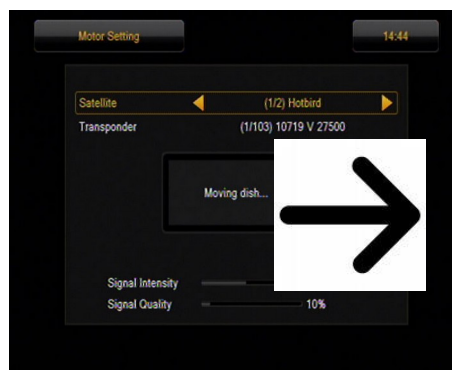 Motor Setting
14:44
Satellite (1/2) Hotbird
Transponder (1/103) 10719 V 27500
Moving dish...
Signal Intensity
Signal Quality 10%